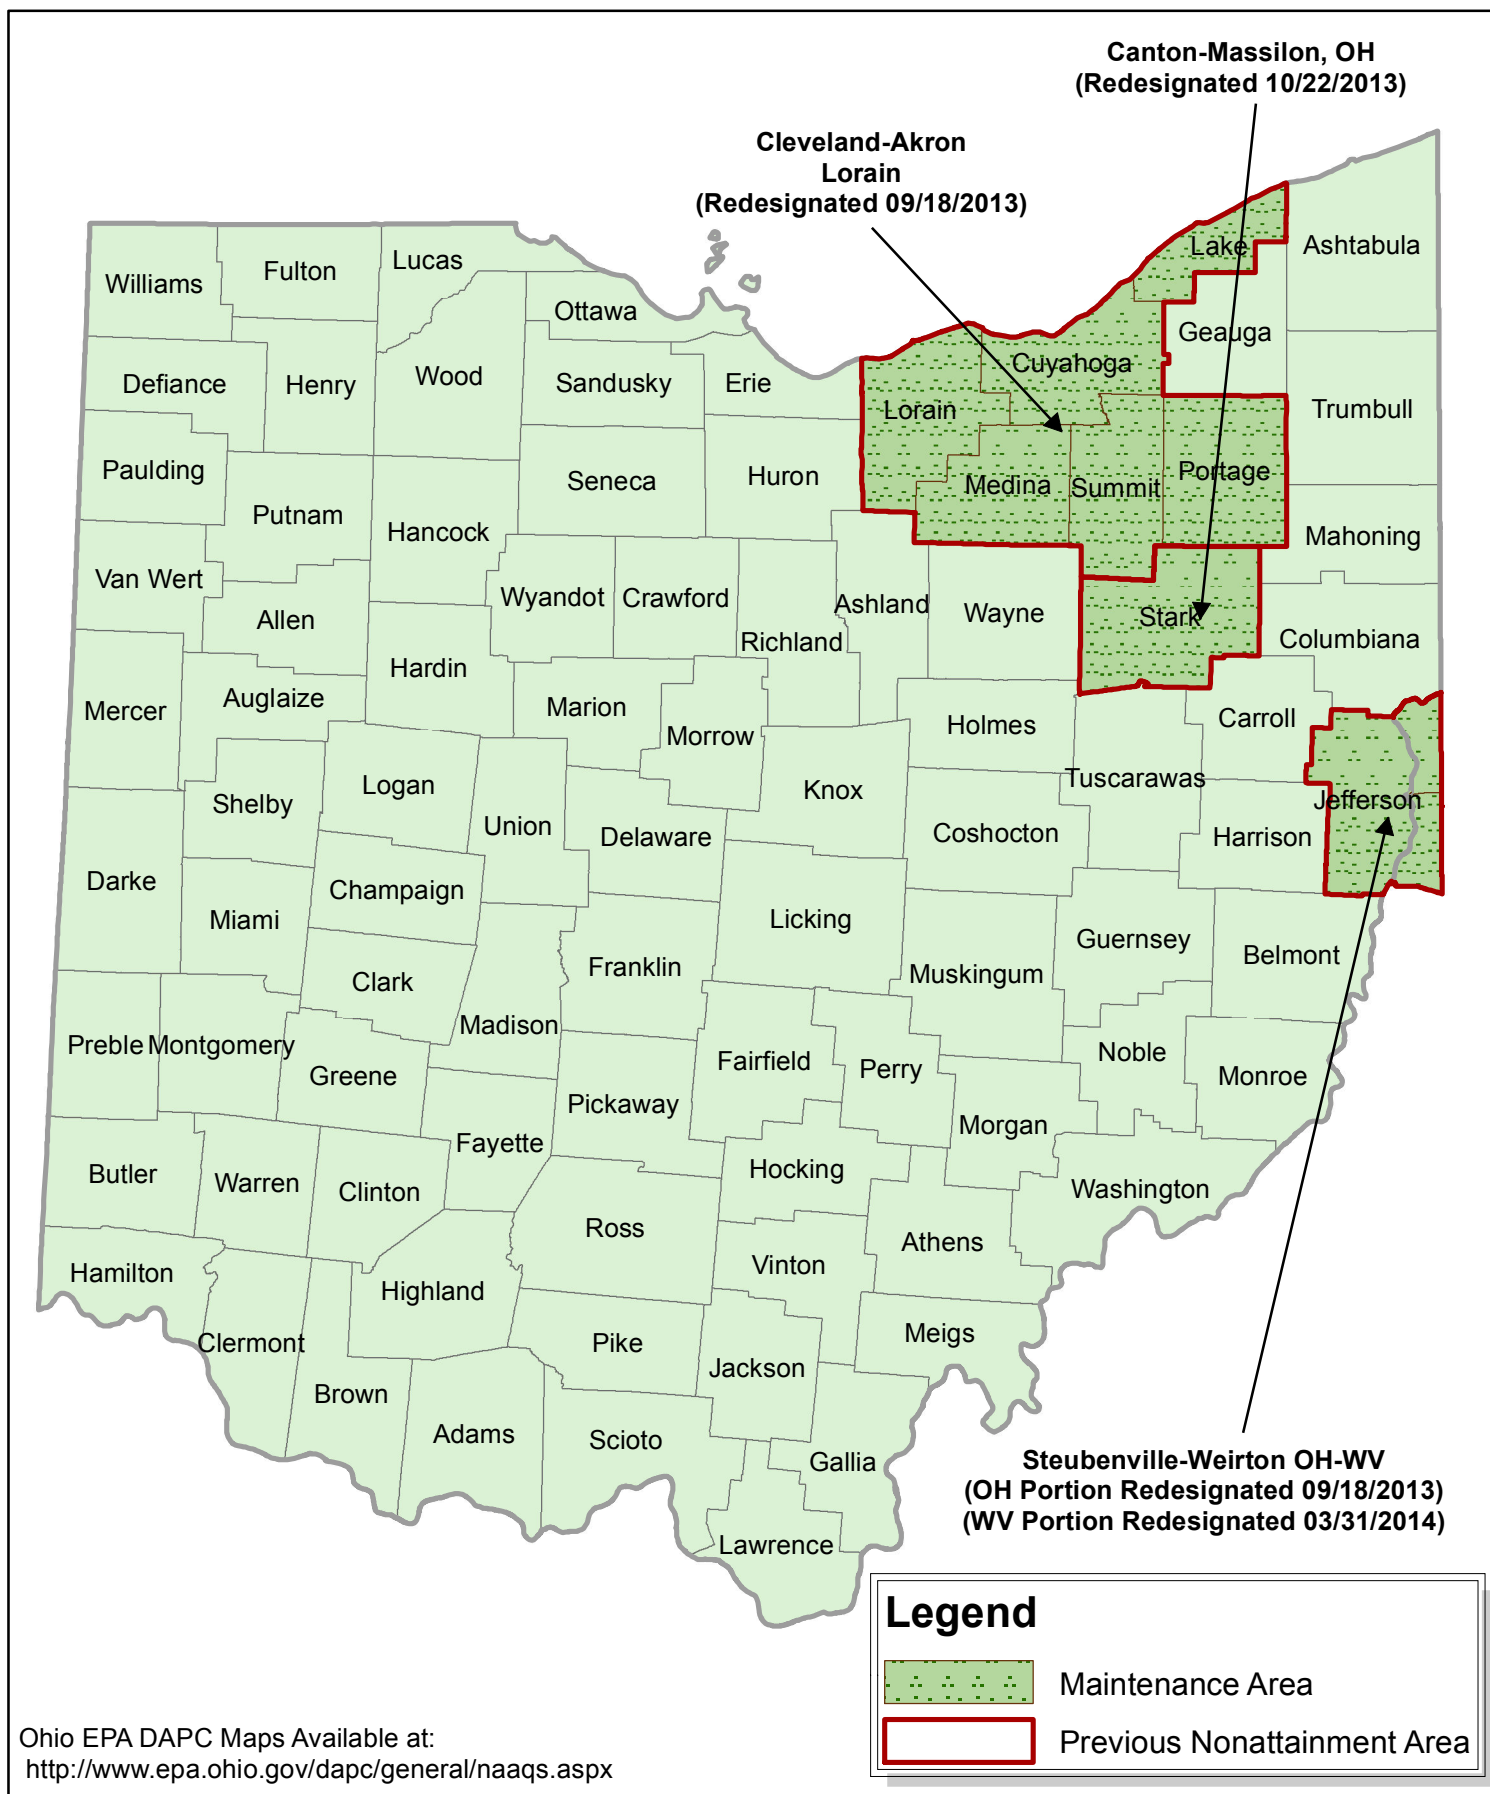 Canton-Massilon, OH
(Redesignated 10/22/2013)
Cleveland-Akron
Lorain
(Redesignated 09/18/2013)
Williams
Fulton
Lucas
Ottawa
Lake
Ashtabula
Geauga
Defiance
Henry
Wood
Sandusky
Erie
Lorain
Cuyahoga
Trumbull
Paulding
Putnam
Hancock
Seneca
Huron
Medina
Summit
Portage
Mahoning
Van Wert
Allen
Wyandot
Crawford
Richland
Ashland
Wayne
Stark
Columbiana
Mercer
Auglaize
Hardin
Marion
Morrow
Holmes
Tuscarawas
Carroll
Jefferson
Shelby
Logan
Union
Delaware
Knox
Coshocton
Harrison
Darke
Miami
Champaign
Clark
Franklin
Licking
Muskingum
Guernsey
Belmont
Preble
Montgomery
Greene
Madison
Pickaway
Fairfield
Perry
Morgan
Noble
Monroe
Butler
Warren
Clinton
Fayette
Ross
Hocking
Athens
Washington
Hamilton
Clermont
Highland
Vinton
Meigs
Brown
Adams
Pike
Jackson
Scioto
Gallia
Lawrence
Steubenville-Weirton OH-WV
(OH Portion Redesignated 09/18/2013)
(WV Portion Redesignated 03/31/2014)
Legend
Maintenance Area
Previous Nonattainment Area
Ohio EPA DAPC Maps Available at:
http://www.epa.ohio.gov/dapc/general/naaqs.aspx